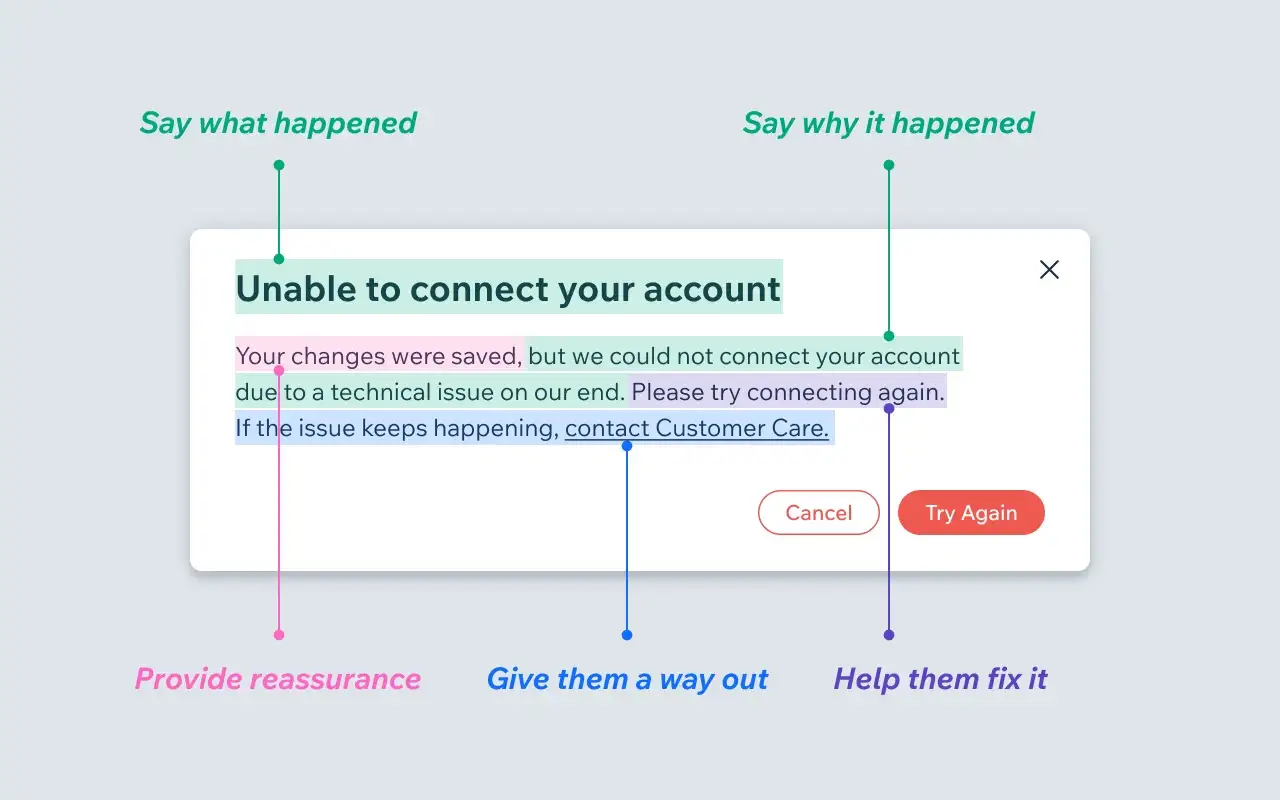 Say what happened
Say why it happened
Unable to connect your account
Your changes were saved, but we could not connect your account
due to a technical issue on our end. Please try connecting again.
If the issue keeps happening, contact Customer Care.
Cancel
Try Again
Provide reassurance
Give them a way out
Help them fix it